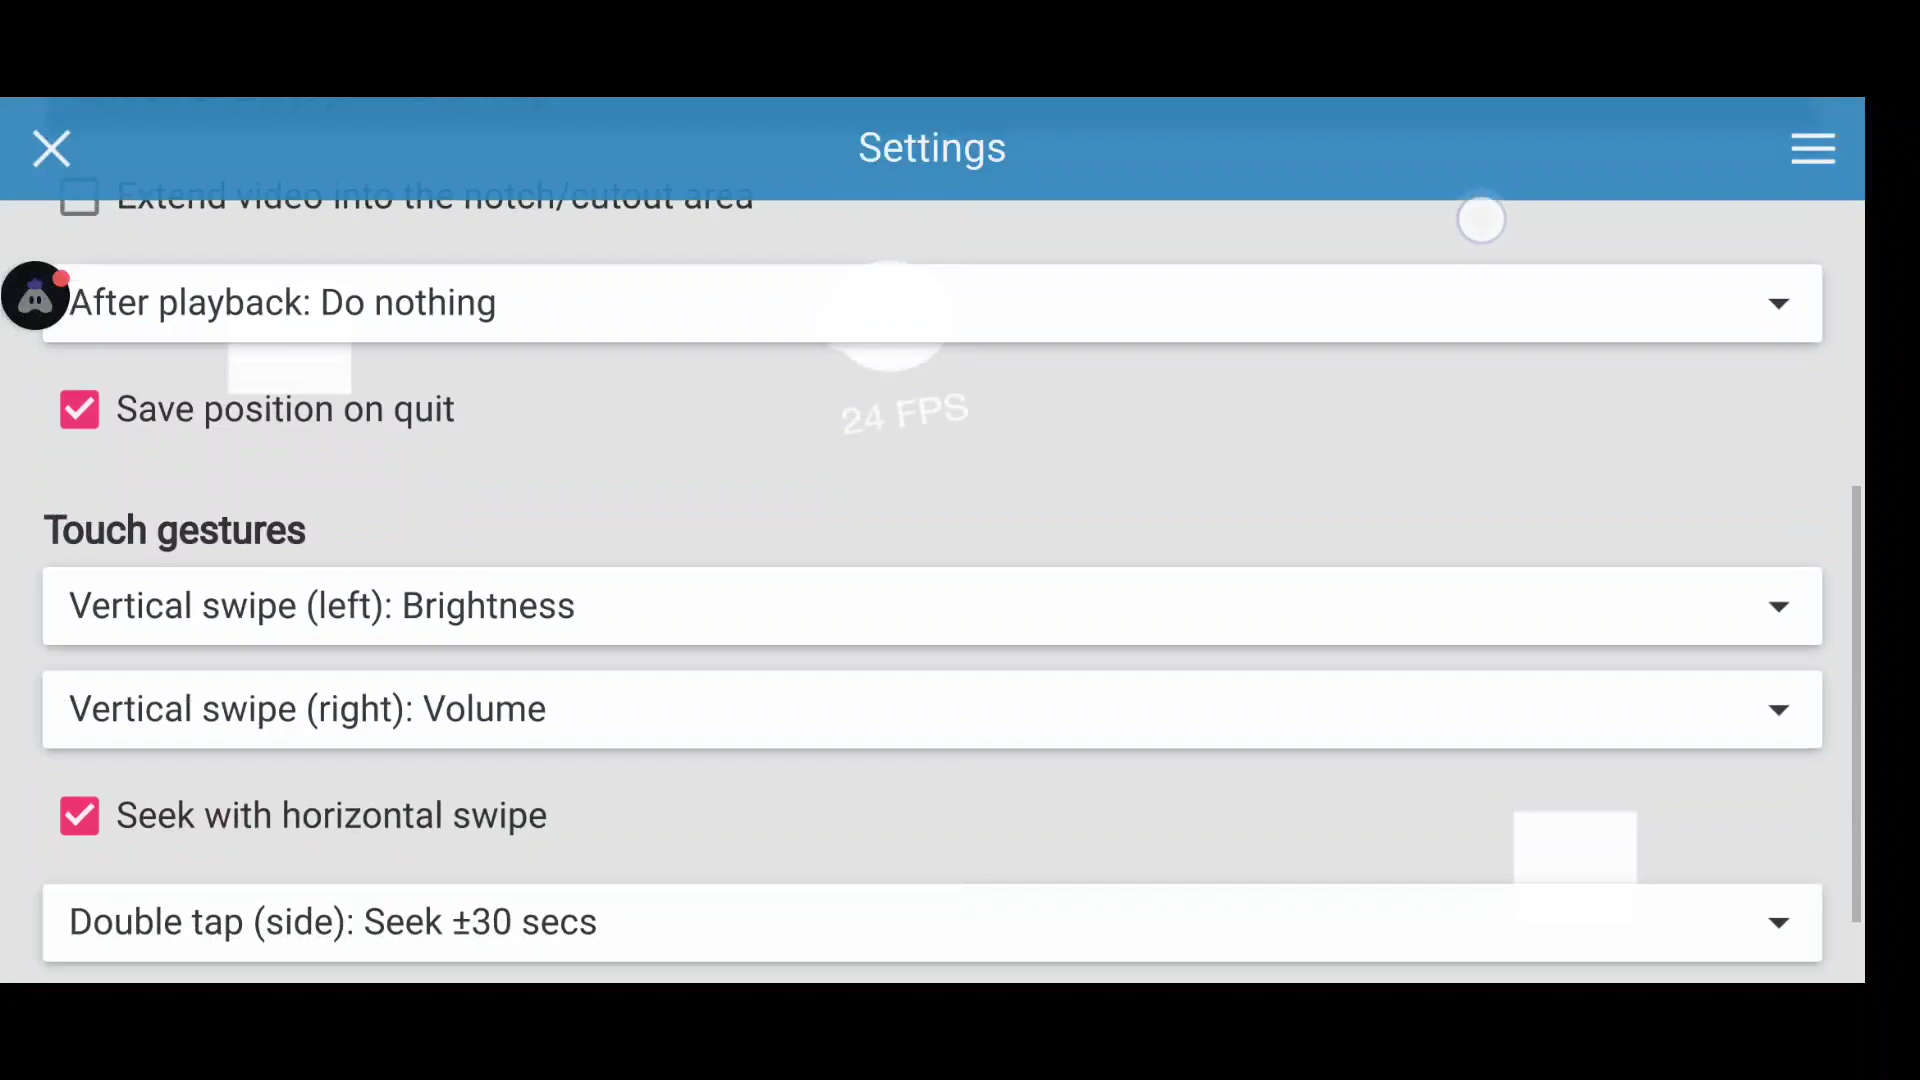 Settings
Extend video into the notch/cutout area
After playback: Do nothing
24 FPS
Save position on quit
Touch gestures
Vertical swipe (left): Brightness
Vertical swipe (right): Volume
Seek with horizontal swipe
Double tap (side): Seek ±30 secs